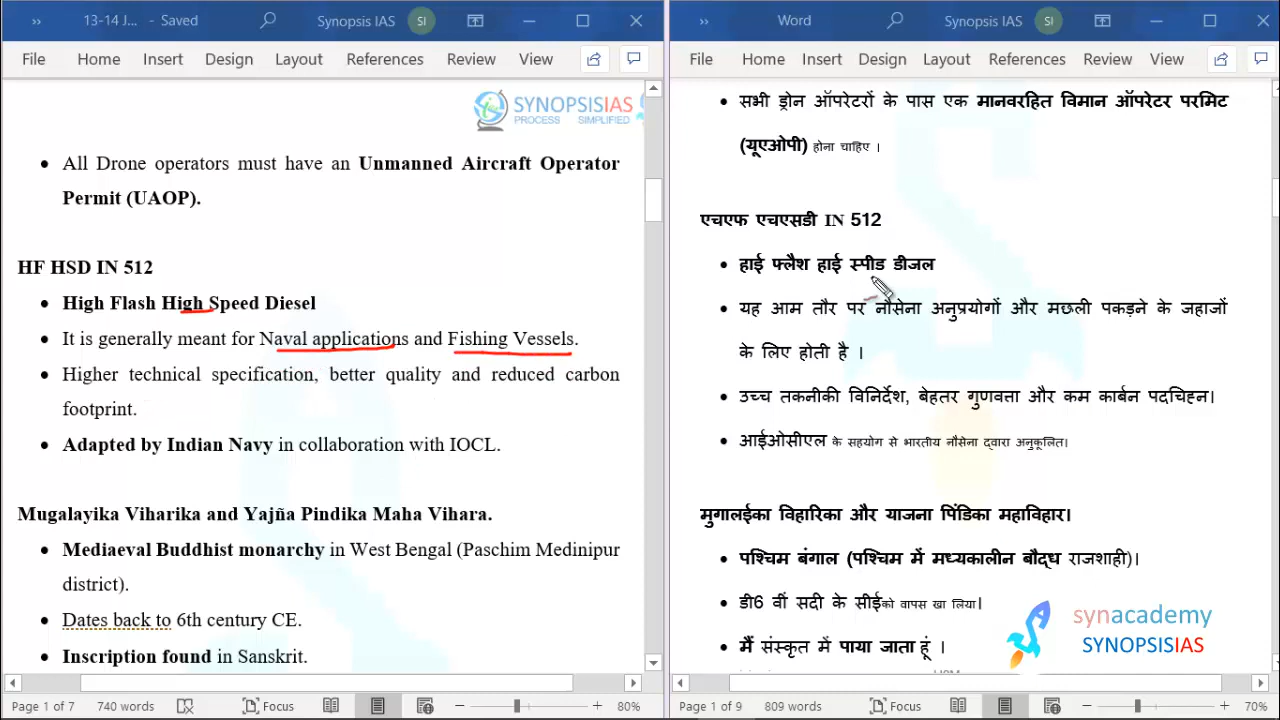 13-14 J... - Saved
Synopsis IAS
SI
File Home Insert Design Layout References Review View
SYNOPSISIAS
PROCESS SIMPLIFIED
• All Drone operators must have an Unmanned Aircraft Operator
Permit (UAOP).
HF HSD IN 512
• High Flash High Speed Diesel
• It is generally meant for Naval applications and Fishing Vessels.
• Higher technical specification, better quality and reduced carbon
footprint.
• Adapted by Indian Navy in collaboration with IOCL.
Mugalayika Viharika and Yajña Pindika Maha Vihara.
• Mediaeval Buddhist monarchy in West Bengal (Paschim Medinipur
district).
• Dates back to 6th century CE.
• Inscription found in Sanskrit.
Page 1 of 7 740 words Focus 80%
Word
Synopsis IAS
SI
File Home Insert Design Layout References Review View
• सभी ड्रोन ऑपरेटरों के पास एक मानवरहित विमान ऑपरेटर परमिट
(यूएओपी) होना चाहिए ।
एचएफ एचएसडी IN 512
• हाई फ्लैश हाई स्पीड डीजल
• यह आम तौर पर नौसेना अनुप्रयोगों और मछली पकड़ने के जहाजों
के लिए होती है ।
• उच्च तकनीकी विनिर्देश, बेहतर गुणवत्ता और कम कार्बन पदचिह्न।
• आईओसीएल के सहयोग से भारतीय नौसेना द्वारा अनुकूलित।
मुगालईका विहारिका और याजना पिंडिका महाविहार।
• पश्चिम बंगाल (पश्चिम में मध्यकालीन बौद्ध राजशाही)।
• डी6 वीं सदी के सीईको वापस खा लिया।
• मैं संस्कृत में पाया जाता हूं ।
synacademy
SYNOPSISIAS
Page 1 of 9 809 words Focus 70%